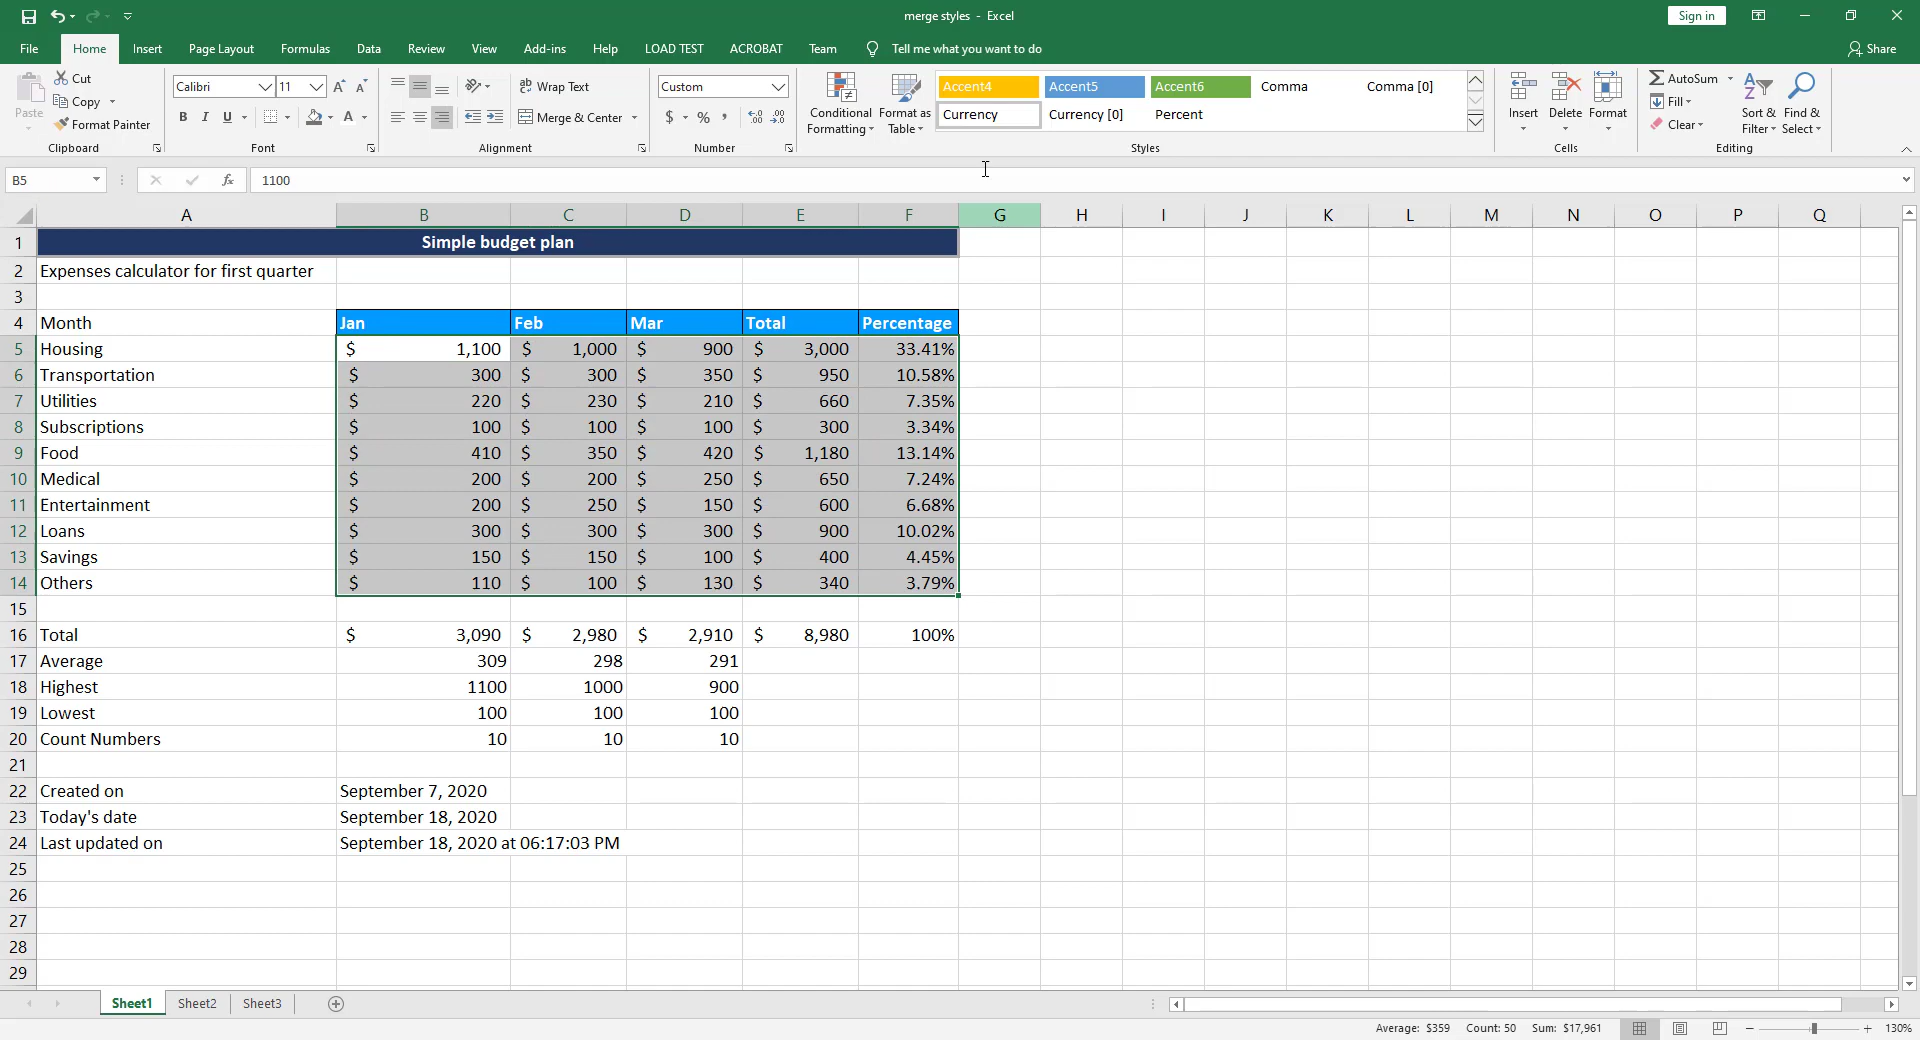 merge styles - Excel
Sign in
File Home Insert Page Layout Formulas Data Review View Add-ins Help LOAD TEST ACROBAT Team Tell me what you want to do Share
Paste
Cut
Copy
Format Painter
Clipboard
Calibri 11
B I U
Font
Wrap Text
Merge & Center
Alignment
Custom
$ % ,
Number
Conditional Formatting
Format as Table
Accent4 Accent5 Accent6 Comma Comma [0]
Currency Currency [0] Percent
Styles
Insert Delete Format
Cells
AutoSum
Fill
Clear
Sort & Filter
Find & Select
Editing
B5 fx 1100
A B C D E F G H I J K L M N O P Q
1 Simple budget plan
2 Expenses calculator for first quarter
3
4 Month Jan Feb Mar Total Percentage
5 Housing $ 1,100 $ 1,000 $ 900 $ 3,000 33.41%
6 Transportation $ 300 $ 300 $ 350 $ 950 10.58%
7 Utilities $ 220 $ 230 $ 210 $ 660 7.35%
8 Subscriptions $ 100 $ 100 $ 100 $ 300 3.34%
9 Food $ 410 $ 350 $ 420 $ 1,180 13.14%
10 Medical $ 200 $ 200 $ 250 $ 650 7.24%
11 Entertainment $ 200 $ 250 $ 150 $ 600 6.68%
12 Loans $ 300 $ 300 $ 300 $ 900 10.02%
13 Savings $ 150 $ 150 $ 100 $ 400 4.45%
14 Others $ 110 $ 100 $ 130 $ 340 3.79%
15
16 Total $ 3,090 $ 2,980 $ 2,910 $ 8,980 100%
17 Average 309 298 291
18 Highest 1100 1000 900
19 Lowest 100 100 100
20 Count Numbers 10 10 10
21
22 Created on September 7, 2020
23 Today's date September 18, 2020
24 Last updated on September 18, 2020 at 06:17:03 PM
25
26
27
28
29
Sheet1 Sheet2 Sheet3
Average: $359 Count: 50 Sum: $17,961 130%